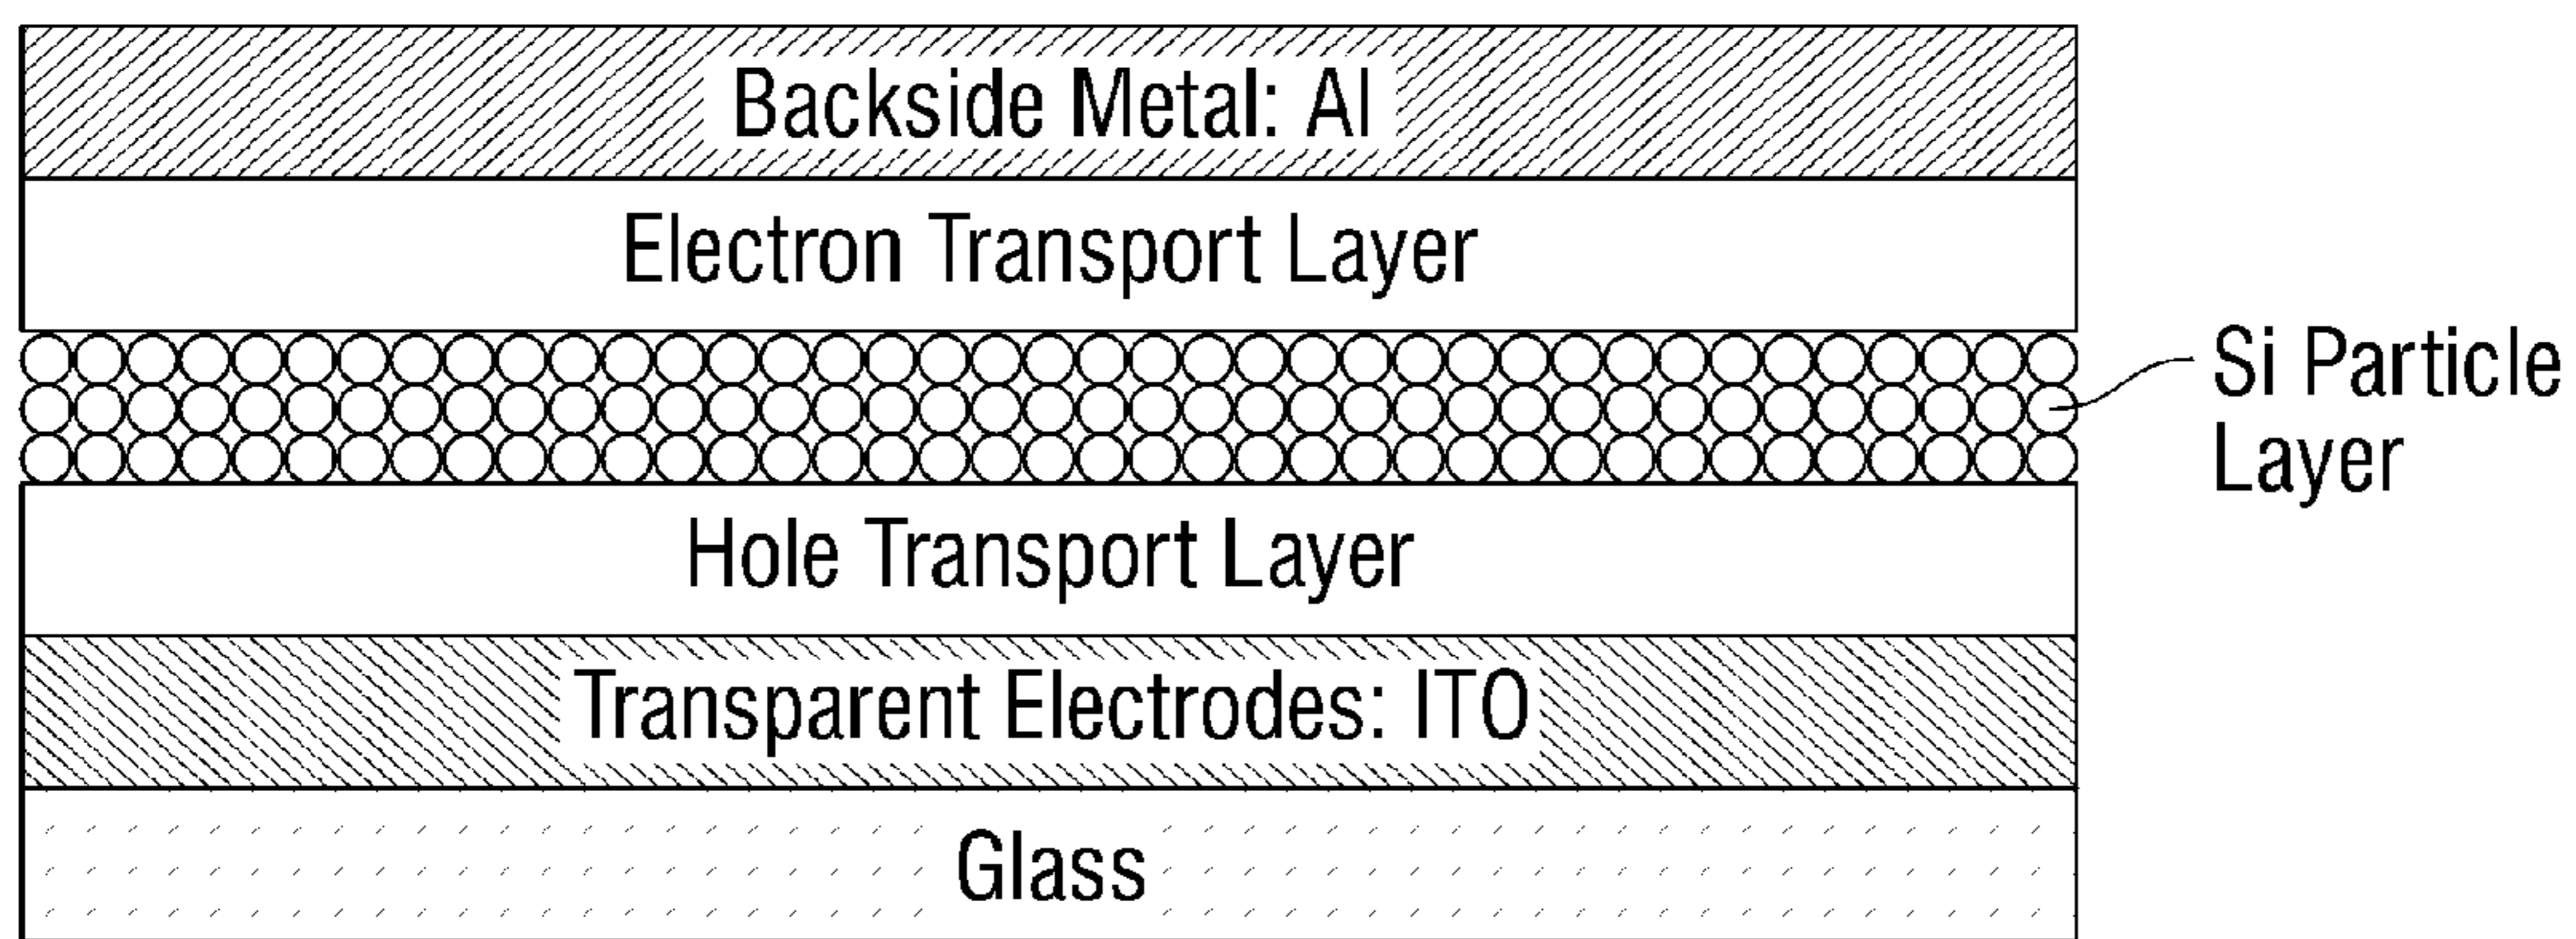 Backside Metal: Al
Electron Transport Layer
Si Particle
Layer
Hole Transport Layer
Transparent Electrodes: ITO
Glass